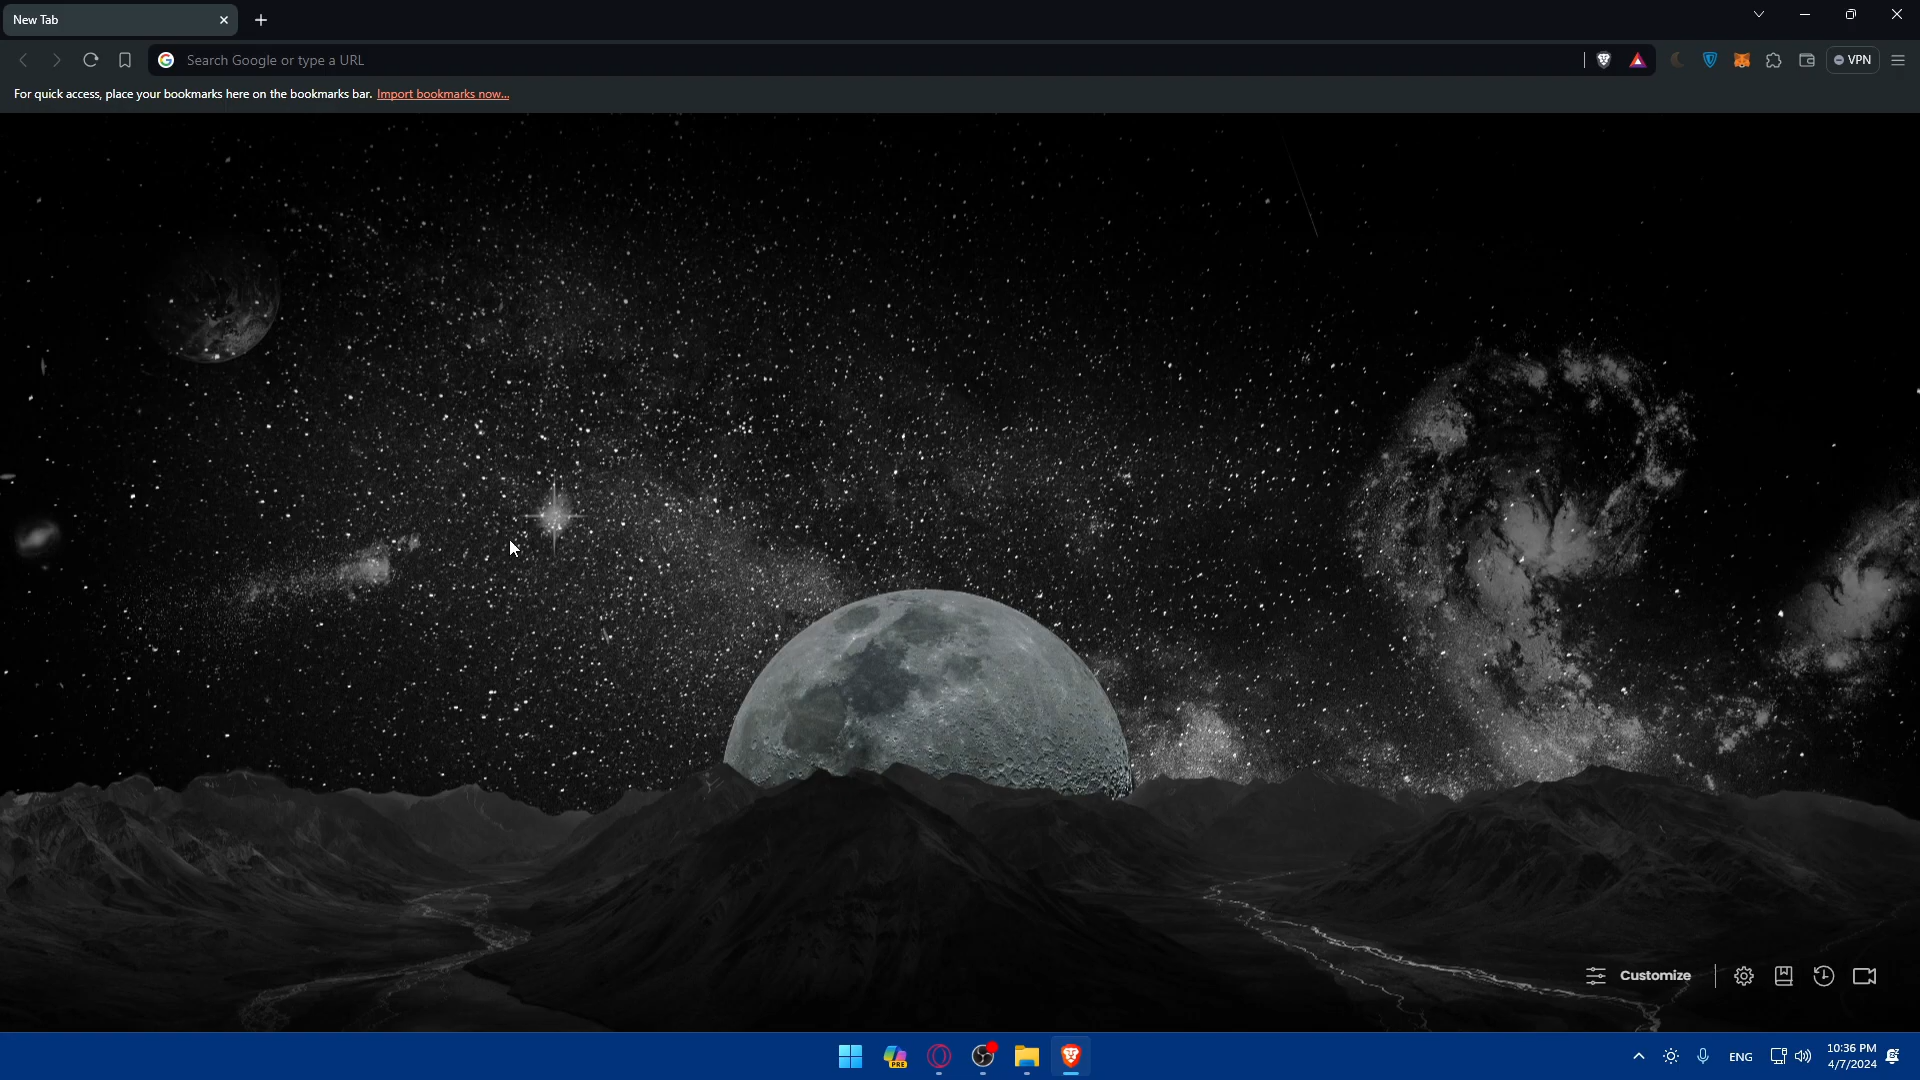 New Tab
Search Google or type a URL
VPN
For quick access, place your bookmarks here on the bookmarks bar. Import bookmarks now...
Customize
PRE
ENG
10:36 PM
4/7/2024